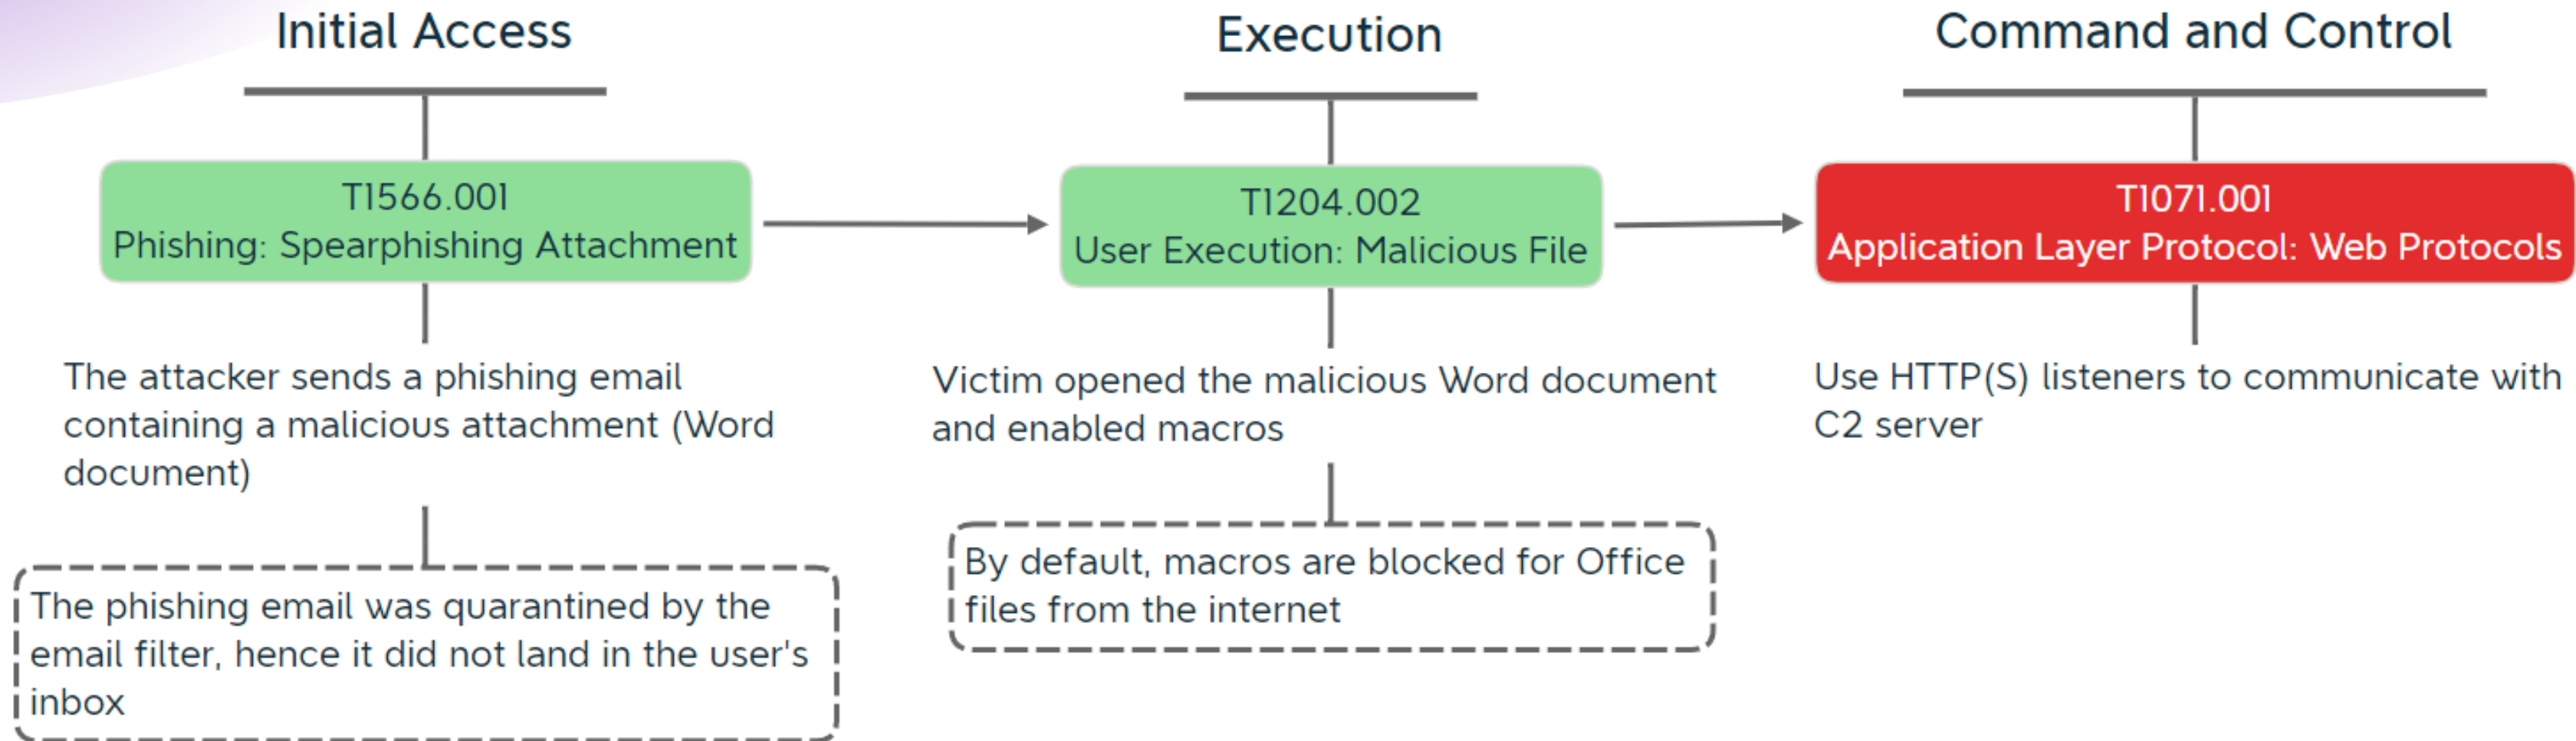 Initial Access
T1566.001
Phishing: Spearphishing Attachment
The attacker sends a phishing email
containing a malicious attachment (Word
document)
The phishing email was quarantined by the
email filter, hence it did not land in the user's
inbox
Execution
T1204.002
User Execution: Malicious File
Victim opened the malicious Word document
and enabled macros
By default, macros are blocked for Office
files from the internet
Command and Control
T1071.001
Application Layer Protocol: Web Protocols
Use HTTP(S) listeners to communicate with
C2 server